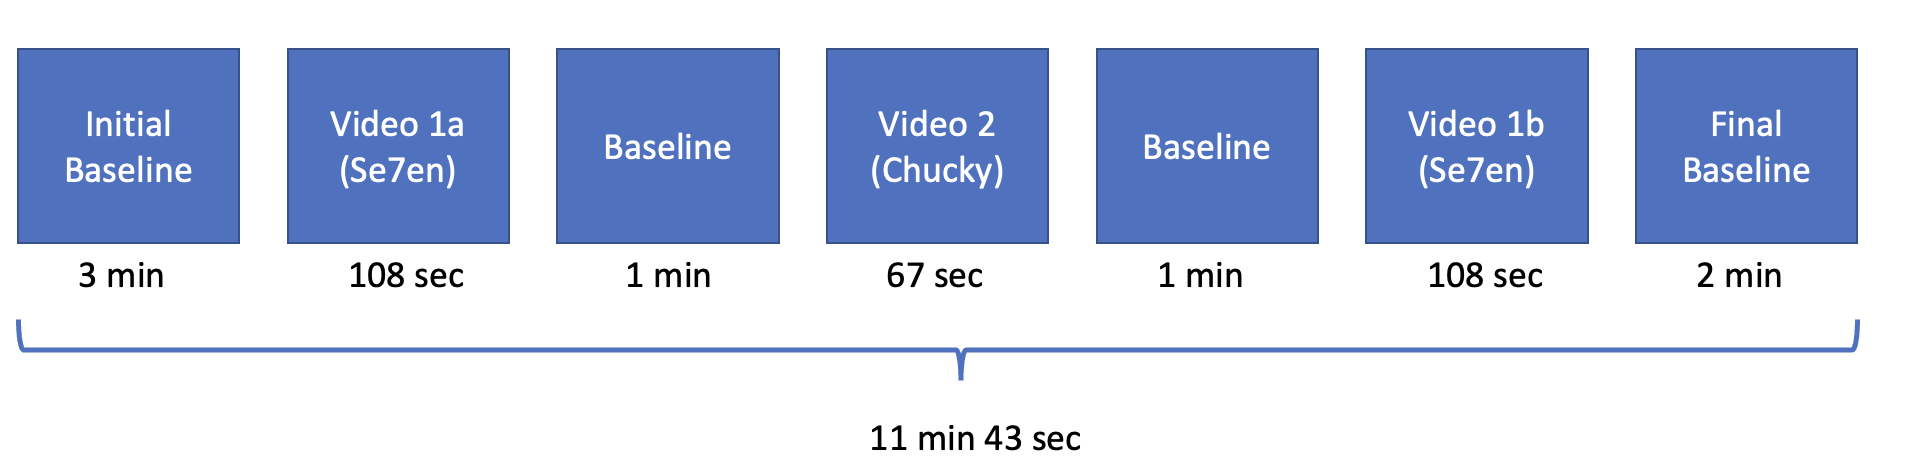 Initial
Baseline
Video 1a
(Se7en)
Baseline
Video 2
(Chucky)
Baseline
Video 1b
(Se7en)
Final
Baseline
3 min
108 sec
1 min
67 sec
1 min
108 sec
2 min
11 min 43 sec